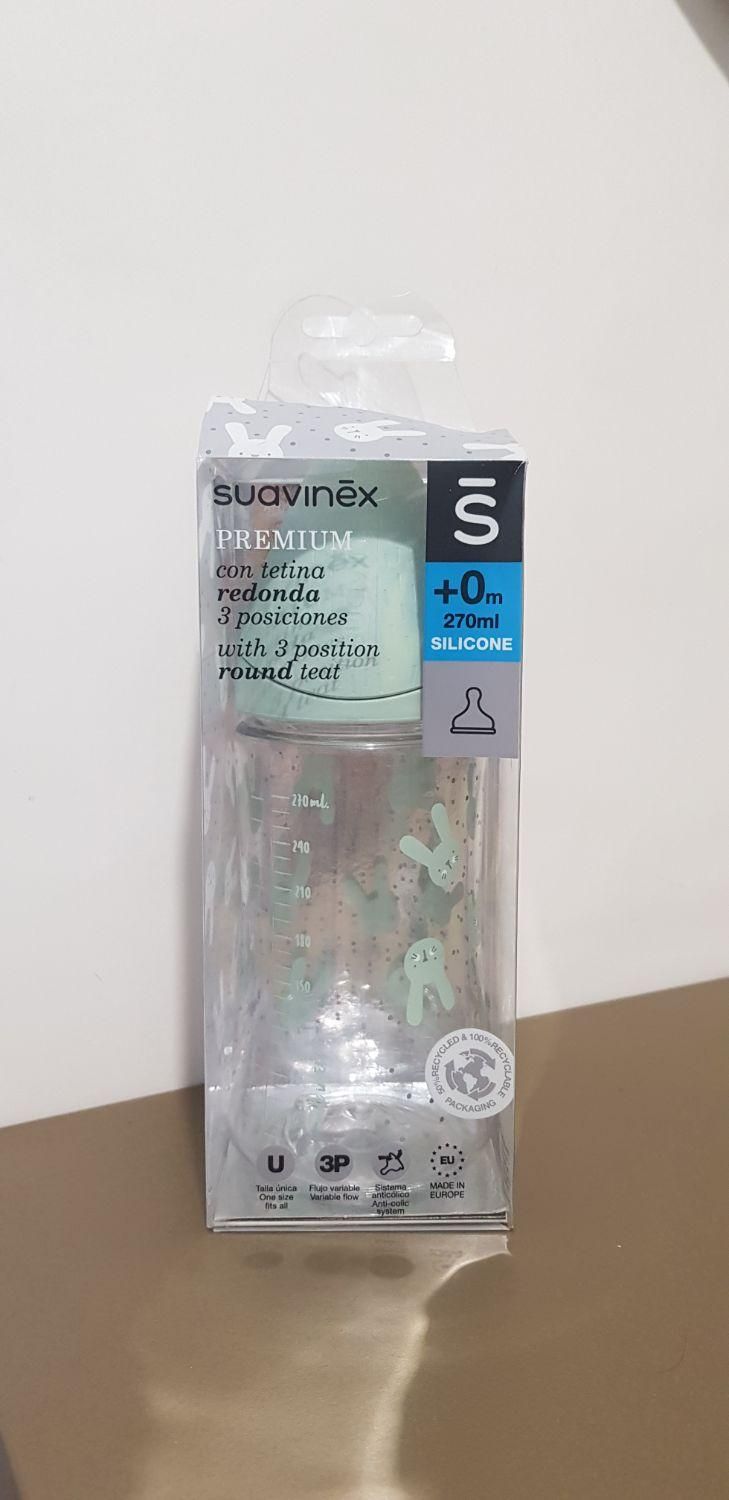 suavinēx
PREMIUM
con tetina
redonda
3 posiciones
with 3 position
round teat
S̄
+0m
270ml
SILICONE
270ml.
240
210
180
150
50% RECYCLED & 100% RECYCLABLE
PACKAGING
U
Talla única
One size
fits all
3P
Flujo variable
Variable flow
Sistema
anticólico
Anti-colic
system
EU
MADE IN
EUROPE